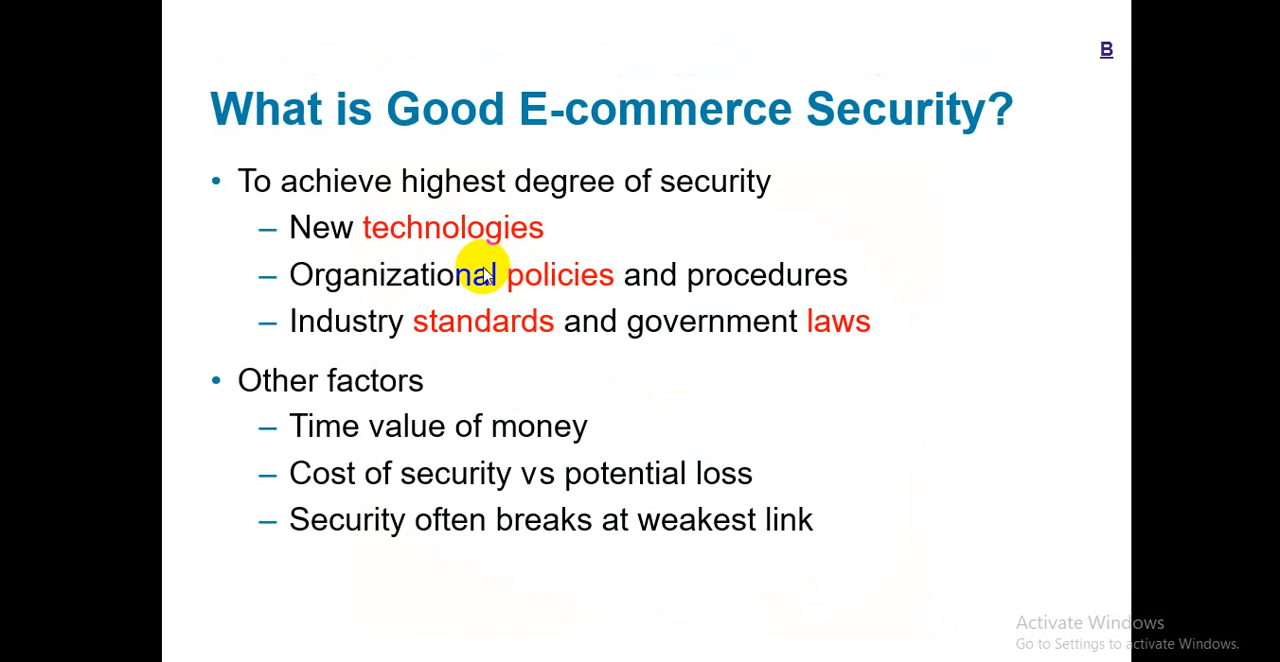 B
What is Good E-commerce Security?
• To achieve highest degree of security
– New technologies
– Organizational policies and procedures
– Industry standards and government laws
• Other factors
– Time value of money
– Cost of security vs potential loss
– Security often breaks at weakest link
Activate Windows
Go to Settings to activate Windows.